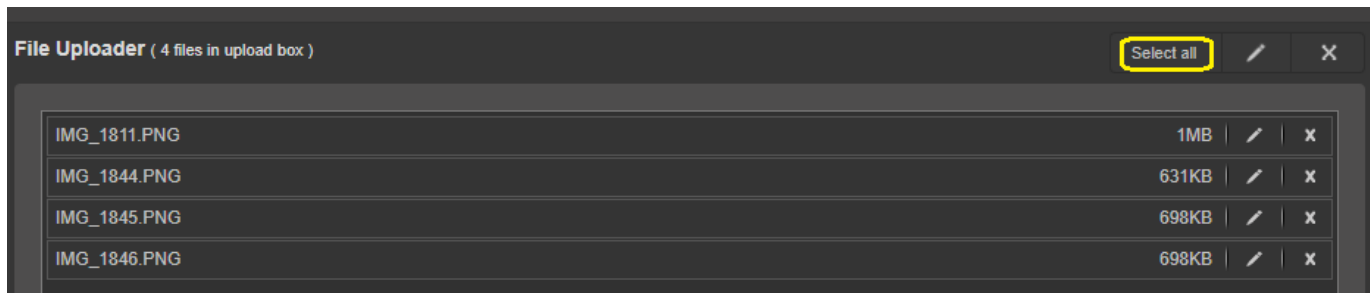 File Uploader ( 4 files in upload box ) Select all
IMG_1811.PNG 1MB
IMG_1844.PNG 631KB
IMG_1845.PNG 698KB
IMG_1846.PNG 698KB